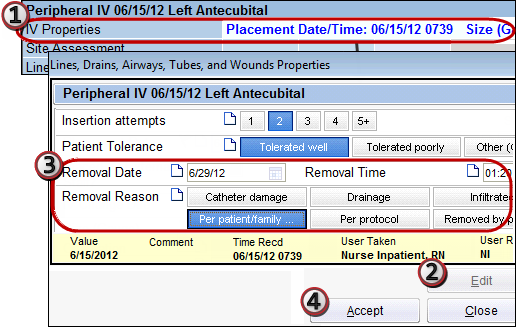 Peripheral IV 06/15/12 Left Antecubital
1 IV Properties Placement Date/Time: 06/15/12 0739 Size (G
Site Assessment
Line
Lines, Drains, Airways, Tubes, and Wounds Properties
Peripheral IV 06/15/12 Left Antecubital
Insertion attempts 1 2 3 4 5+
Patient Tolerance Tolerated well Tolerated poorly Other (
3 Removal Date 6/29/12 Removal Time 01:20
Removal Reason Catheter damage Drainage Infiltrated
Per patient/family ... Per protocol Removed by p
Value Comment Time Recd User Taken User R
6/15/2012 06/15/12 0739 Nurse Inpatient, RN NI
2 Edit
4 Accept Close